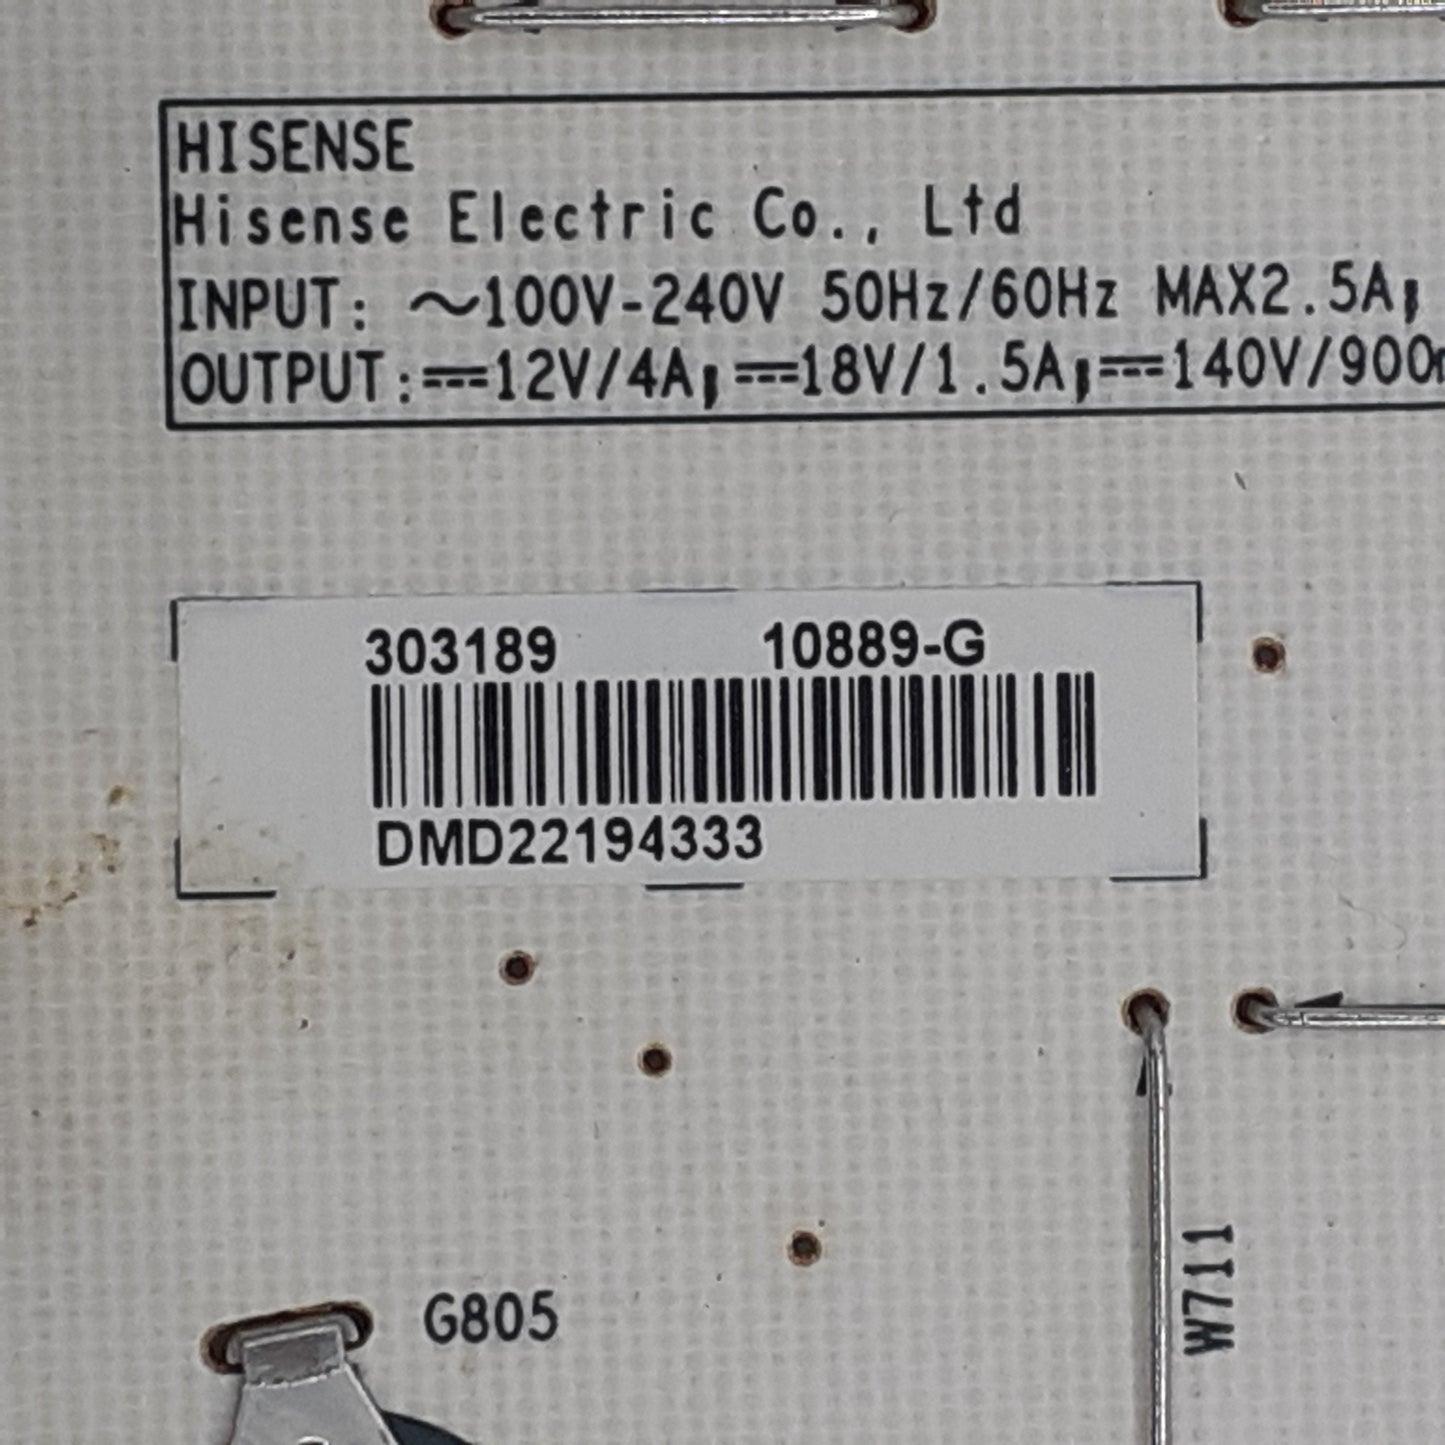 HISENSE
Hisense Electric Co., Ltd
INPUT: ～100V-240V 50Hz/60Hz MAX2.5A;
OUTPUT:⎓12V/4A;⎓18V/1.5A;⎓140V/900m
303189 10889-G
DMD22194333
W711
G805